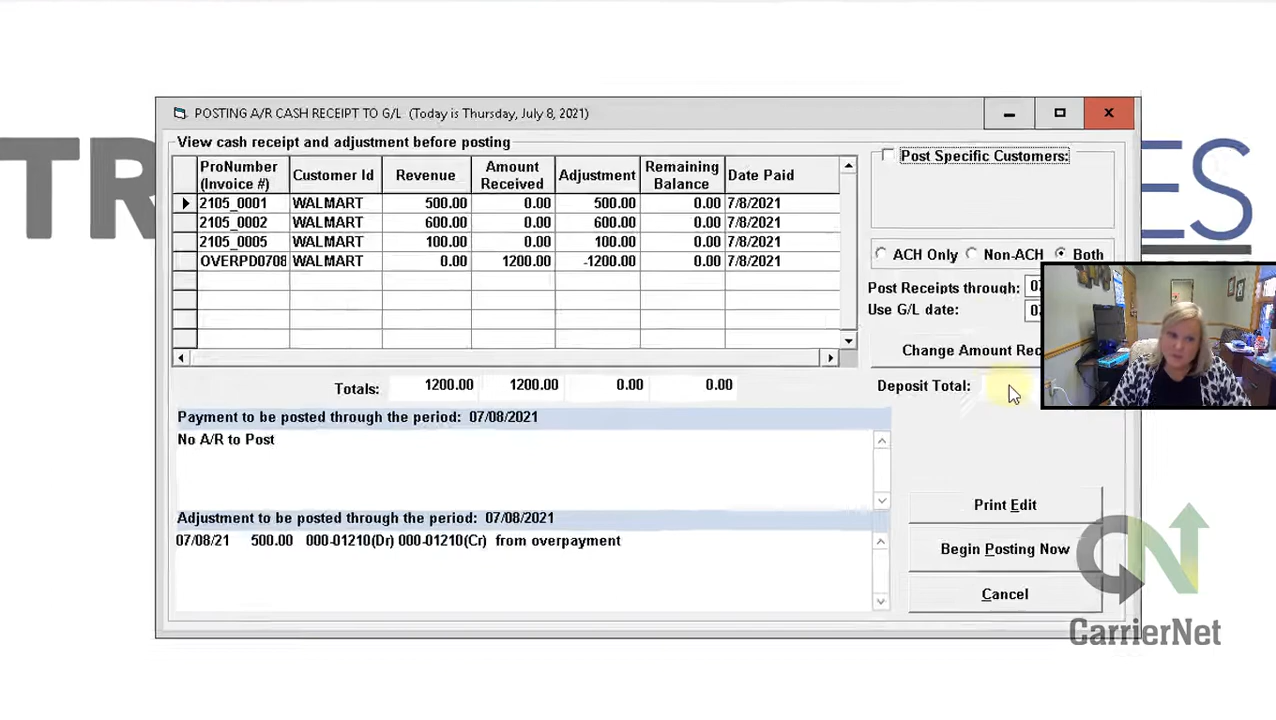 TR
ES
POSTING A/R CASH RECEIPT TO G/L (Today is Thursday, July 8, 2021)
View cash receipt and adjustment before posting
ProNumber (Invoice #) Customer Id Revenue Amount Received Adjustment Remaining Balance Date Paid
2105_0001 WALMART 500.00 0.00 500.00 0.00 7/8/2021
2105_0002 WALMART 600.00 0.00 600.00 0.00 7/8/2021
2105_0005 WALMART 100.00 0.00 100.00 0.00 7/8/2021
OVERPD0708 WALMART 0.00 1200.00 -1200.00 0.00 7/8/2021
Totals: 1200.00 1200.00 0.00 0.00
Post Specific Customers:
ACH Only Non-ACH Both
Post Receipts through: 07
Use G/L date: 07
Change Amount Rec
Deposit Total:
Payment to be posted through the period: 07/08/2021
No A/R to Post
Adjustment to be posted through the period: 07/08/2021
07/08/21 500.00 000-01210(Dr) 000-01210(Cr) from overpayment
Print Edit
Begin Posting Now
Cancel
CarrierNet